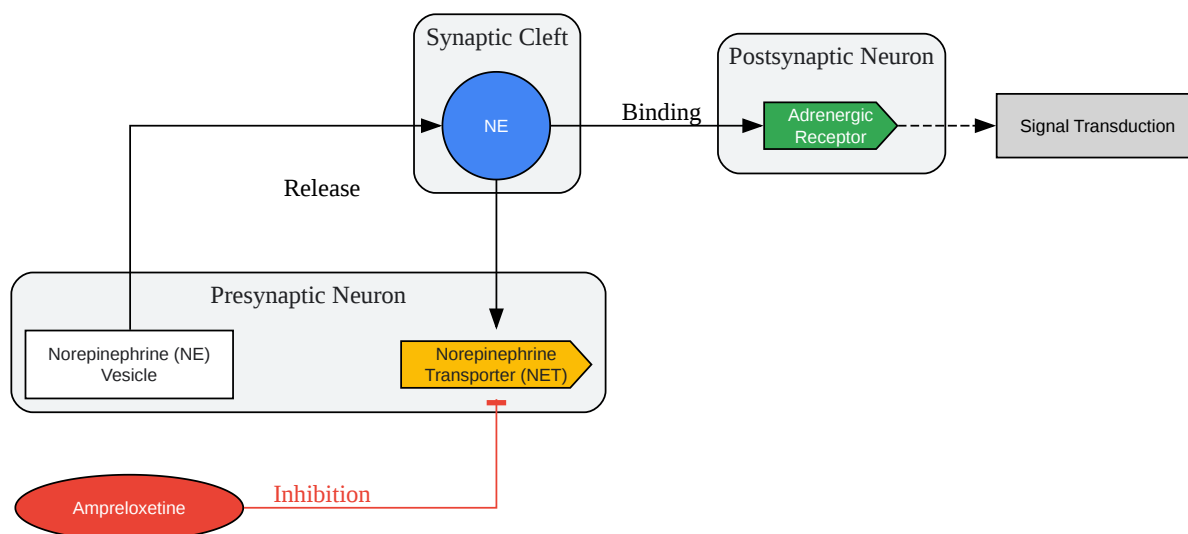 Synaptic Cleft
NE
Postsynaptic Neuron
Binding
Adrenergic
Receptor
Signal Transduction
Release
Presynaptic Neuron
Norepinephrine (NE)
Vesicle
Norepinephrine
Transporter (NET)
Ampreloxetine
Inhibition